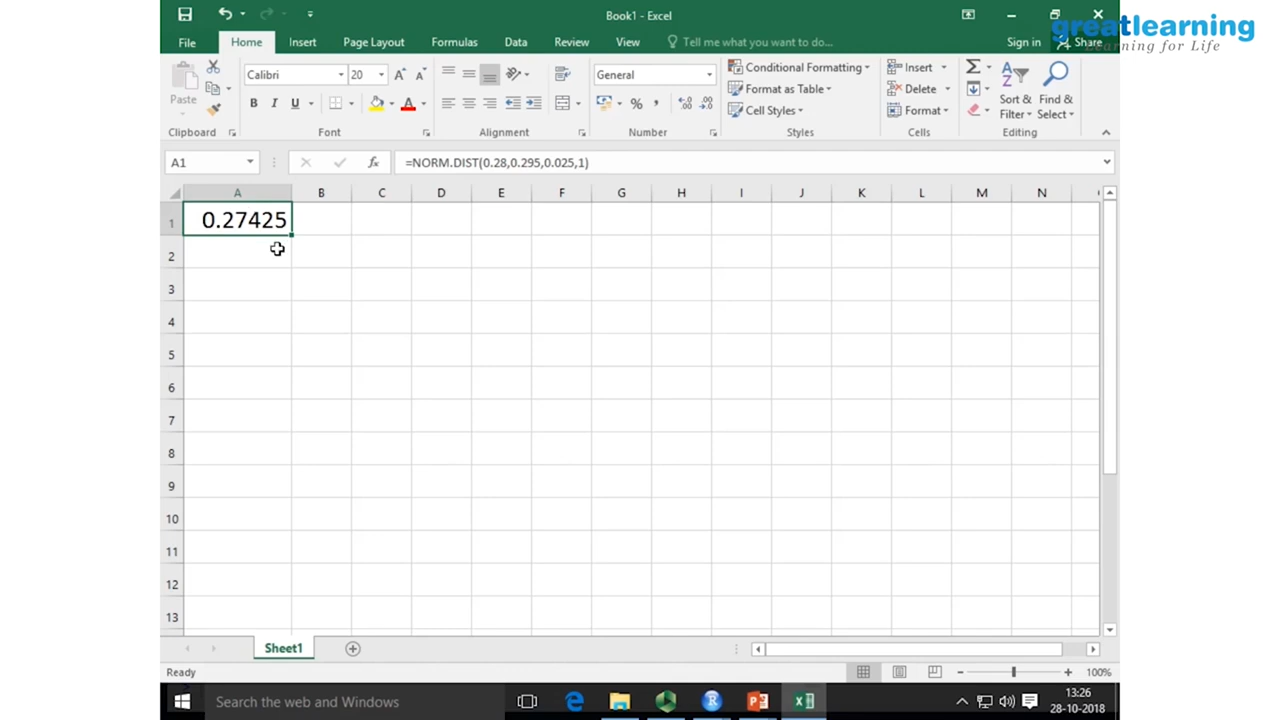 Book1 - Excel
greatlearning
Learning for Life
File Home Insert Page Layout Formulas Data Review View Tell me what you want to do... Sign in Share
Paste
Calibri 20
B I U
General
% ,
Conditional Formatting
Format as Table
Cell Styles
Insert
Delete
Format
Sort & Filter
Find & Select
Clipboard Font Alignment Number Styles Cells Editing
A1 fx =NORM.DIST(0.28,0.295,0.025,1)
A B C D E F G H I J K L M N
1 0.27425
2
3
4
5
6
7
8
9
10
11
12
13
Sheet1
Ready 100%
Search the web and Windows
13:26
28-10-2018